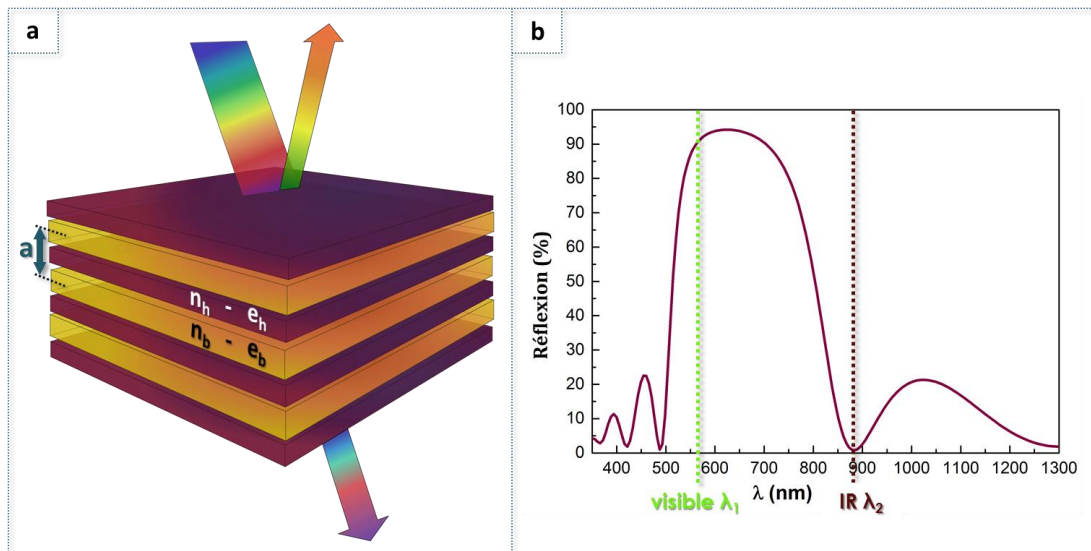 a
a
n_h - e_h
n_b - e_b
b
Réflexion (%)
100
90
80
70
60
50
40
30
20
10
0
400 500 600 700 800 900 1000 1100 1200 1300
visible λ₁ λ (nm) IR λ₂